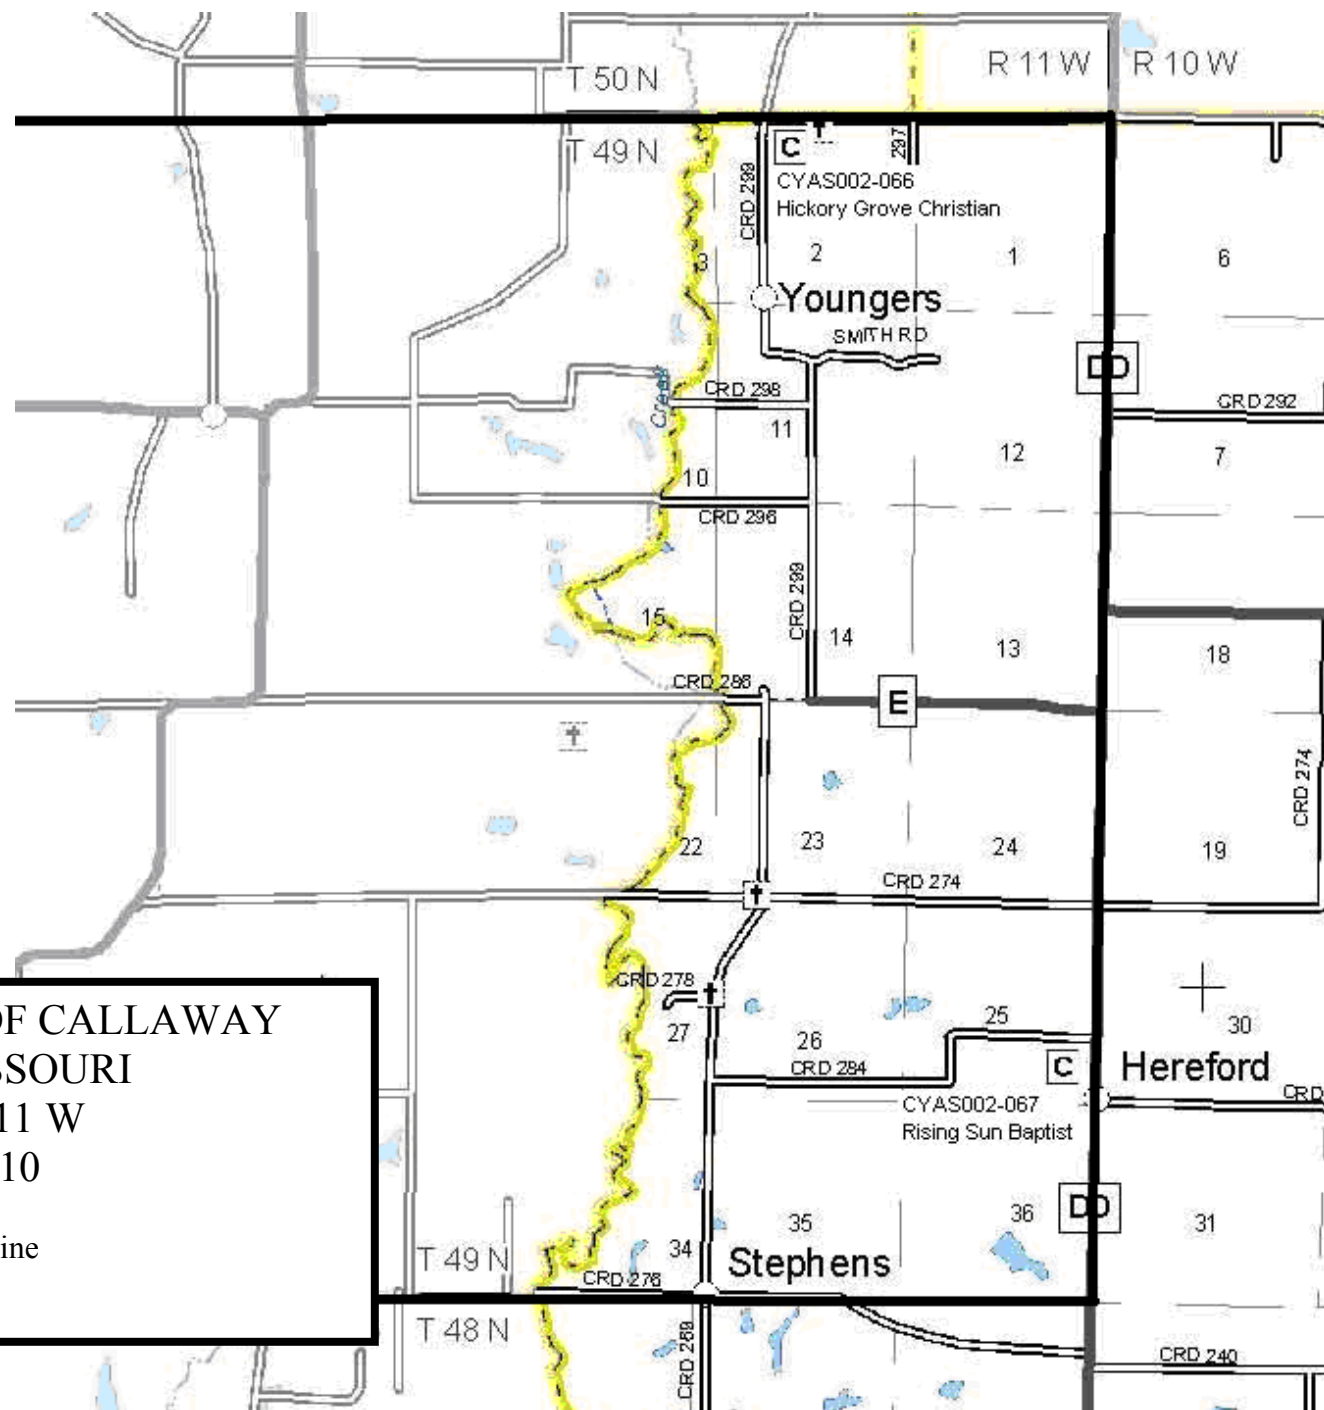 T 50 N
R 11 W
R 10 W
T 49 N
C
297
CYAS002-066
Hickory Grove Christian
CRD 299
3
2
1
6
Youngers
SMITH RD
DD
CRD 298
Creek
CRD 292
11
12
7
10
CRD 296
CRD 299
15
14
13
18
CRD 286
E
CRD 274
22
23
24
19
CRD 274
CRD 278
27
26
25
30
C
Hereford
CRD 284
CRD
CYAS002-067
Rising Sun Baptist
OF CALLAWAY
SSOURI
11 W
10
ine
35
36
DD
31
34
Stephens
T 49 N
CRD 276
T 48 N
CRD 289
CRD 240